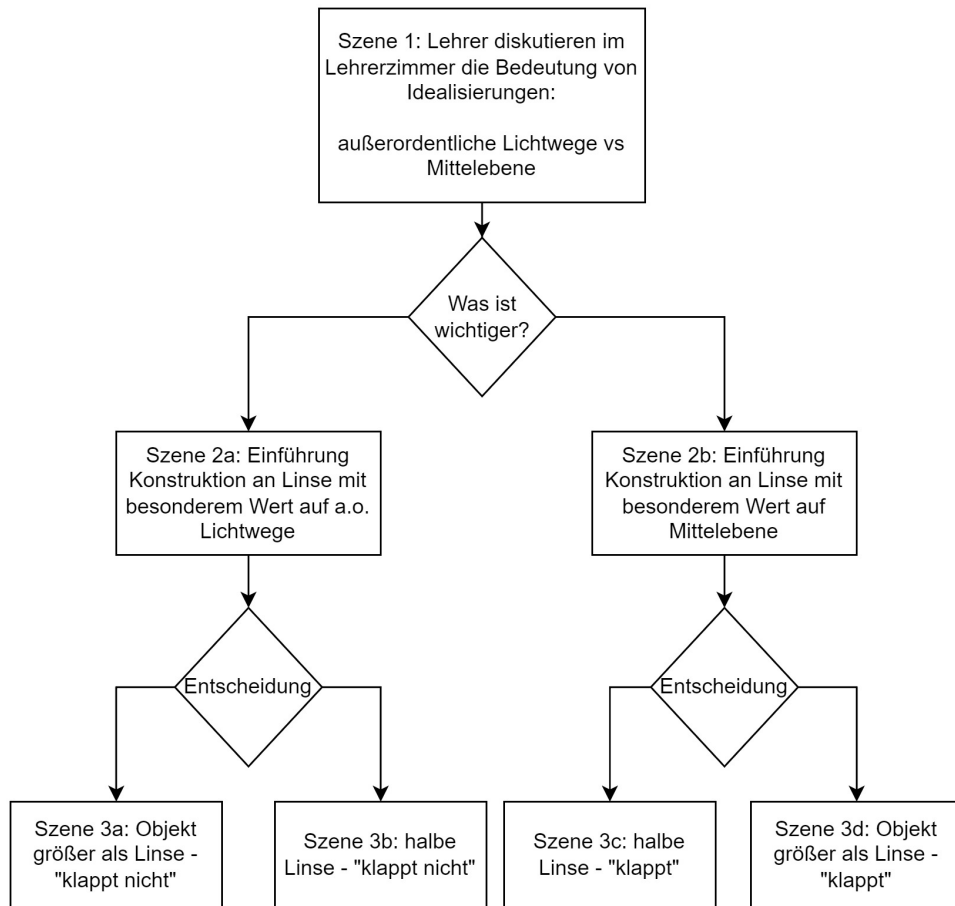 Szene 1: Lehrer diskutieren im
Lehrerzimmer die Bedeutung von
Idealisierungen:
außerordentliche Lichtwege vs
Mittelebene
Was ist
wichtiger?
Szene 2a: Einführung
Konstruktion an Linse mit
besonderem Wert auf a.o.
Lichtwege
Szene 2b: Einführung
Konstruktion an Linse mit
besonderem Wert auf
Mittelebene
Entscheidung
Entscheidung
Szene 3a: Objekt
größer als Linse -
"klappt nicht"
Szene 3b: halbe
Linse - "klappt nicht"
Szene 3c: halbe
Linse - "klappt"
Szene 3d: Objekt
größer als Linse -
"klappt"